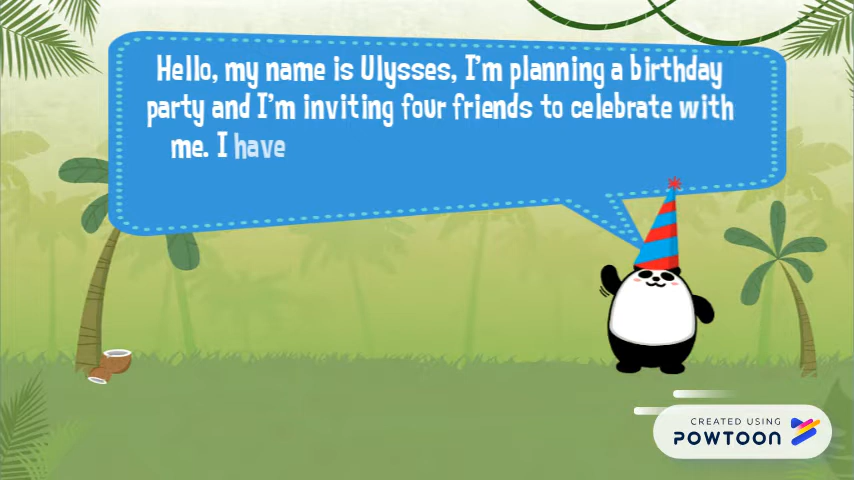 Hello, my name is Ulysses, I'm planning a birthday
party and I'm inviting four friends to celebrate with
me. I have
CREATED USING
POWTOON